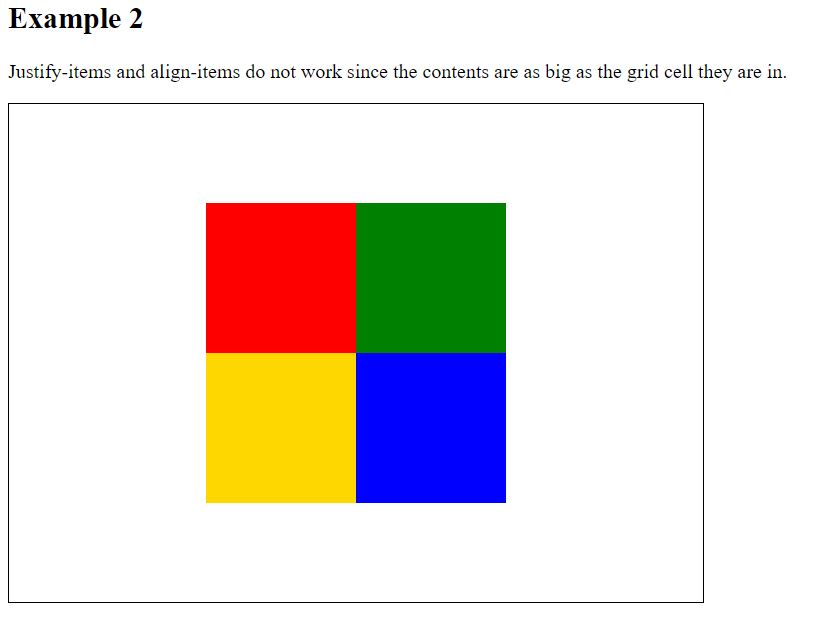 Example 2
Justify-items and align-items do not work since the contents are as big as the grid cell they are in.